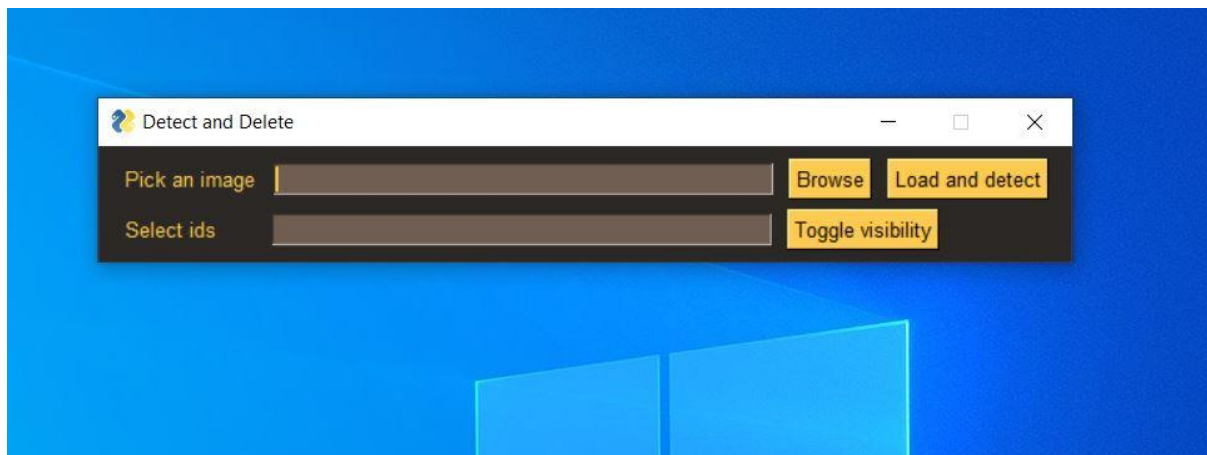 Detect and Delete
Pick an image Browse Load and detect
Select ids Toggle visibility